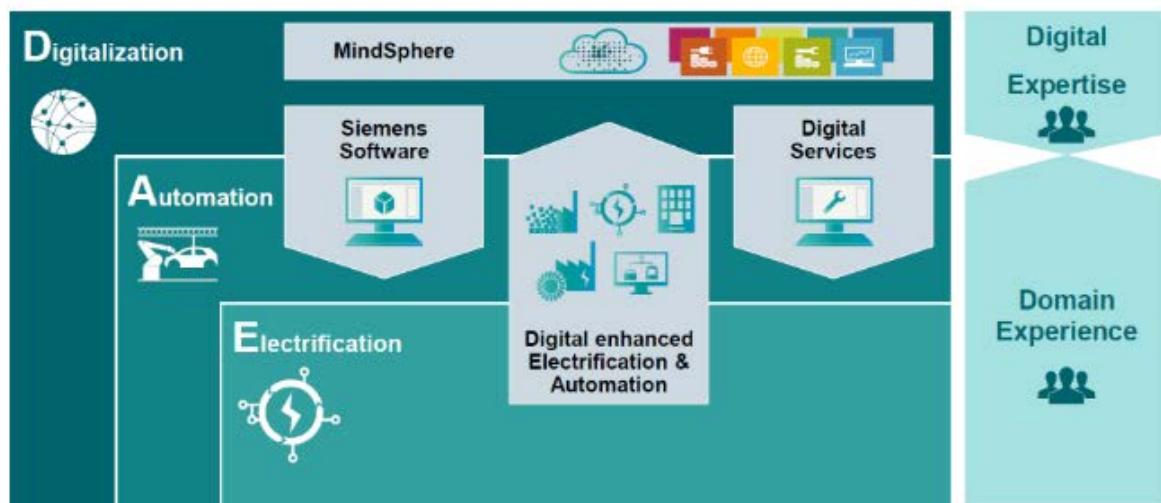 Digitalization
MindSphere
Siemens
Software
Digital
Services
Automation
Digital enhanced
Electrification &
Automation
Electrification
Digital
Expertise
Domain
Experience